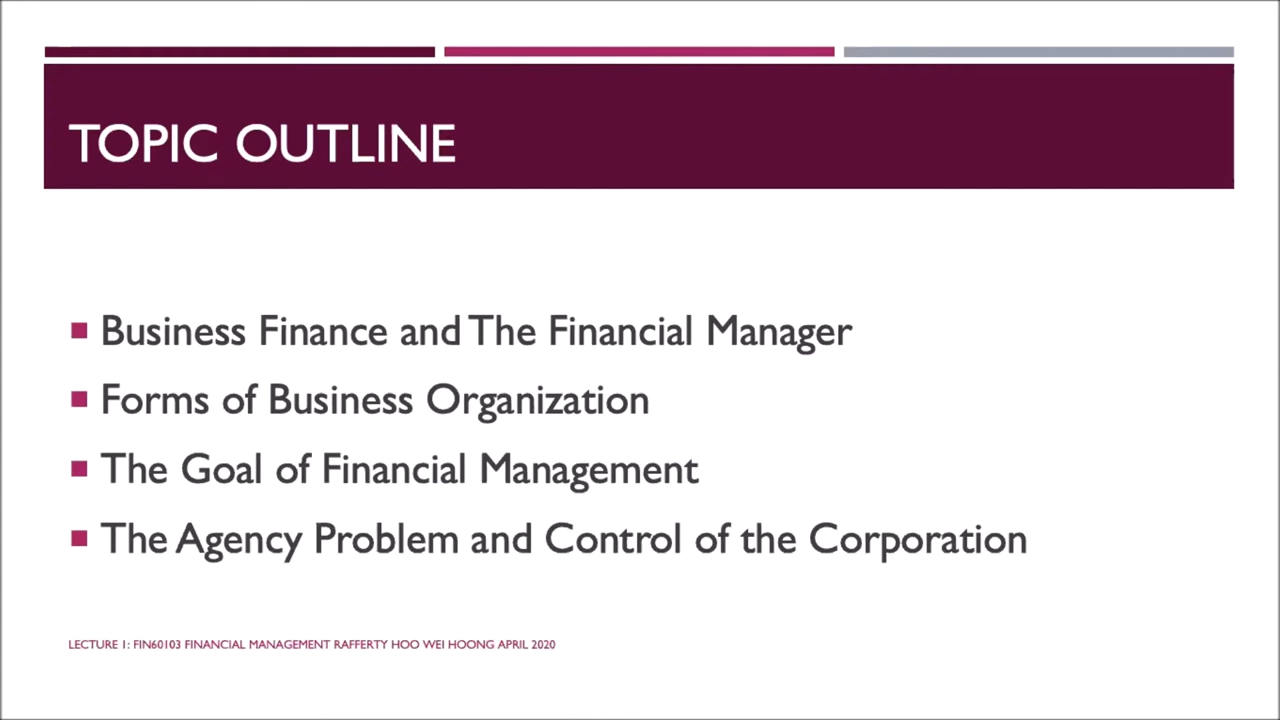 TOPIC OUTLINE
Business Finance and The Financial Manager
Forms of Business Organization
The Goal of Financial Management
The Agency Problem and Control of the Corporation
LECTURE 1: FIN60103 FINANCIAL MANAGEMENT RAFFERTY HOO WEI HOONG APRIL 2020